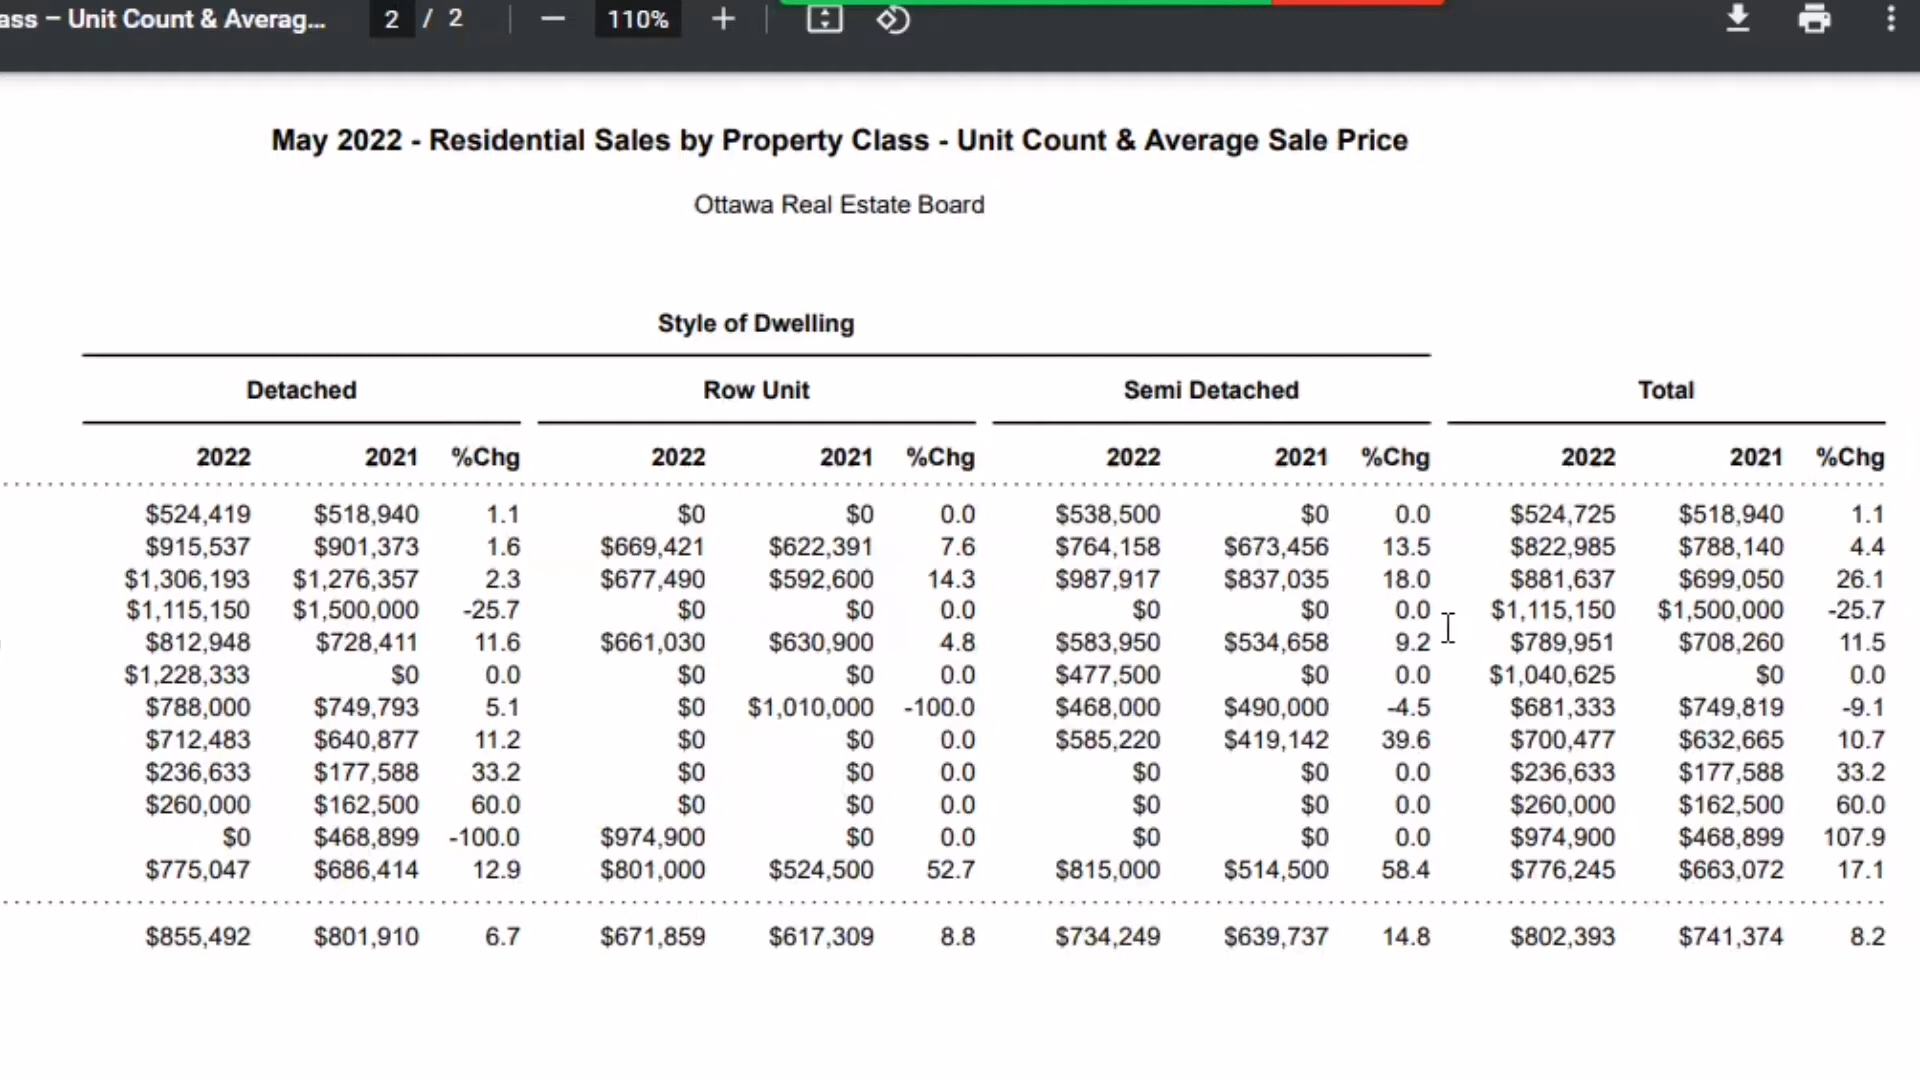 ass – Unit Count & Averag... 2 / 2 110%
May 2022 - Residential Sales by Property Class - Unit Count & Average Sale Price
Ottawa Real Estate Board
Style of Dwelling
Detached Row Unit Semi Detached Total
2022 2021 %Chg 2022 2021 %Chg 2022 2021 %Chg 2022 2021 %Chg
$524,419 $518,940 1.1 $0 $0 0.0 $538,500 $0 0.0 $524,725 $518,940 1.1
$915,537 $901,373 1.6 $669,421 $622,391 7.6 $764,158 $673,456 13.5 $822,985 $788,140 4.4
$1,306,193 $1,276,357 2.3 $677,490 $592,600 14.3 $987,917 $837,035 18.0 $881,637 $699,050 26.1
$1,115,150 $1,500,000 -25.7 $0 $0 0.0 $0 $0 0.0 $1,115,150 $1,500,000 -25.7
$812,948 $728,411 11.6 $661,030 $630,900 4.8 $583,950 $534,658 9.2 $789,951 $708,260 11.5
$1,228,333 $0 0.0 $0 $0 0.0 $477,500 $0 0.0 $1,040,625 $0 0.0
$788,000 $749,793 5.1 $0 $1,010,000 -100.0 $468,000 $490,000 -4.5 $681,333 $749,819 -9.1
$712,483 $640,877 11.2 $0 $0 0.0 $585,220 $419,142 39.6 $700,477 $632,665 10.7
$236,633 $177,588 33.2 $0 $0 0.0 $0 $0 0.0 $236,633 $177,588 33.2
$260,000 $162,500 60.0 $0 $0 0.0 $0 $0 0.0 $260,000 $162,500 60.0
$0 $468,899 -100.0 $974,900 $0 0.0 $0 $0 0.0 $974,900 $468,899 107.9
$775,047 $686,414 12.9 $801,000 $524,500 52.7 $815,000 $514,500 58.4 $776,245 $663,072 17.1
$855,492 $801,910 6.7 $671,859 $617,309 8.8 $734,249 $639,737 14.8 $802,393 $741,374 8.2